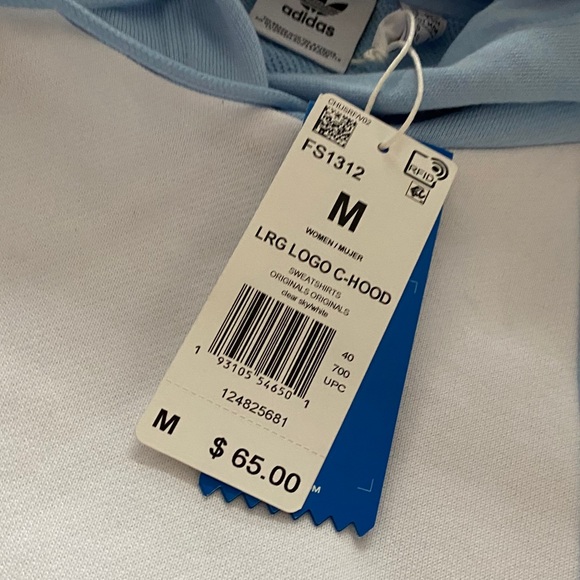 adidas
CHUSRFIV02
FS1312
RFID
M
WOMEN / MUJER
LRG LOGO C-HOOD
SWEATSHIRTS
ORIGINALS ORIGINALS
clear sky/white
40
700
UPC
1 93105 54650 1
124825681
M
$ 65.00
M